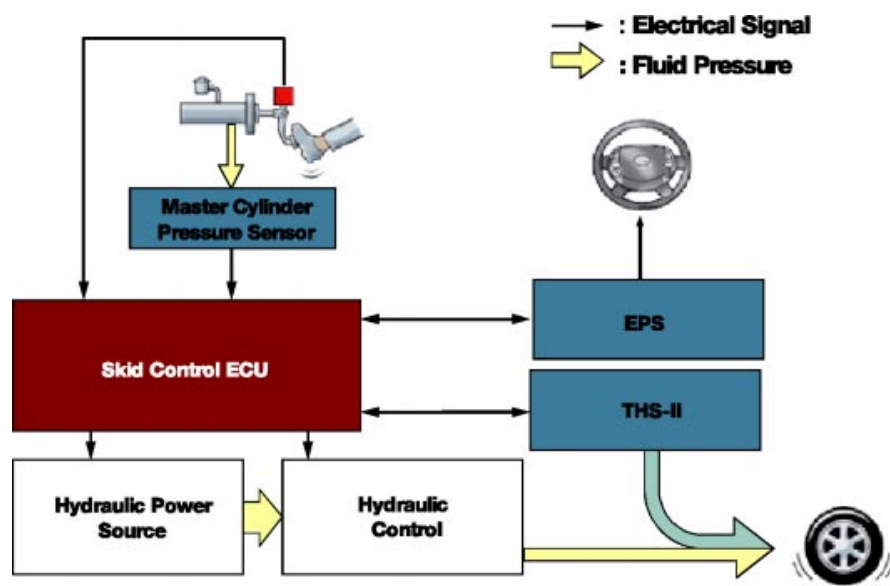 : Electrical Signal
: Fluid Pressure
Master Cylinder
Pressure Sensor
Skid Control ECU
EPS
THS-II
Hydraulic Power
Source
Hydraulic
Control